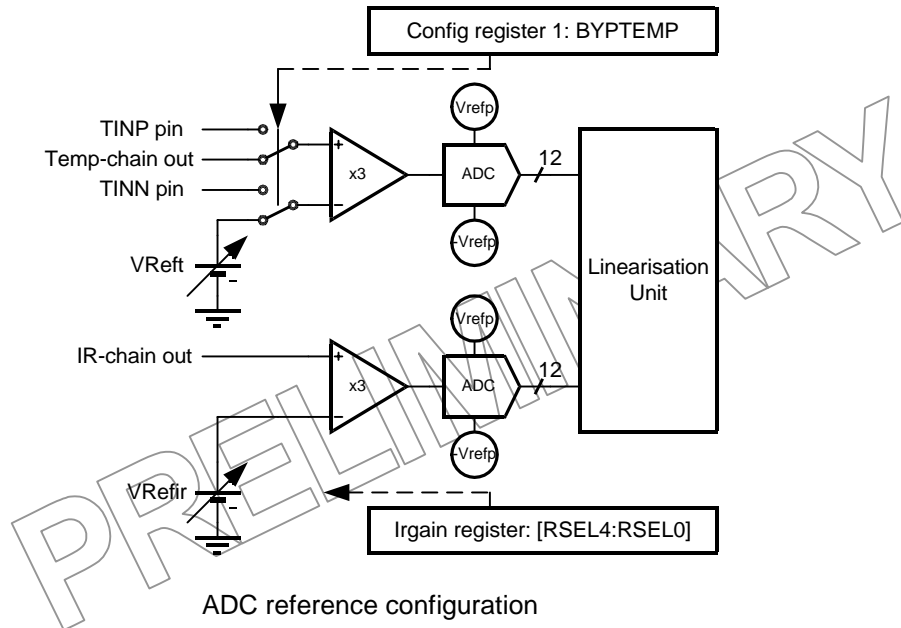 Config register 1: BYPTEMP
Vrefp
TINP pin
Temp-chain out
TINN pin
+
x3
-
ADC
12
-Vrefp
VReft
-
Linearisation
Unit
Vrefp
IR-chain out
+
x3
-
ADC
12
-Vrefp
VRefir
-
Irgain register: [RSEL4:RSEL0]
PRELIMINARY
ADC reference configuration